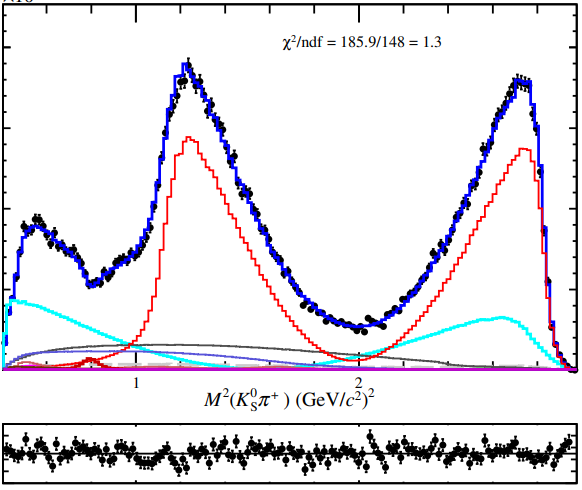 χ²/ndf = 185.9/148 = 1.3
1 2
M²(K⁰_S π⁺) (GeV/c²)²